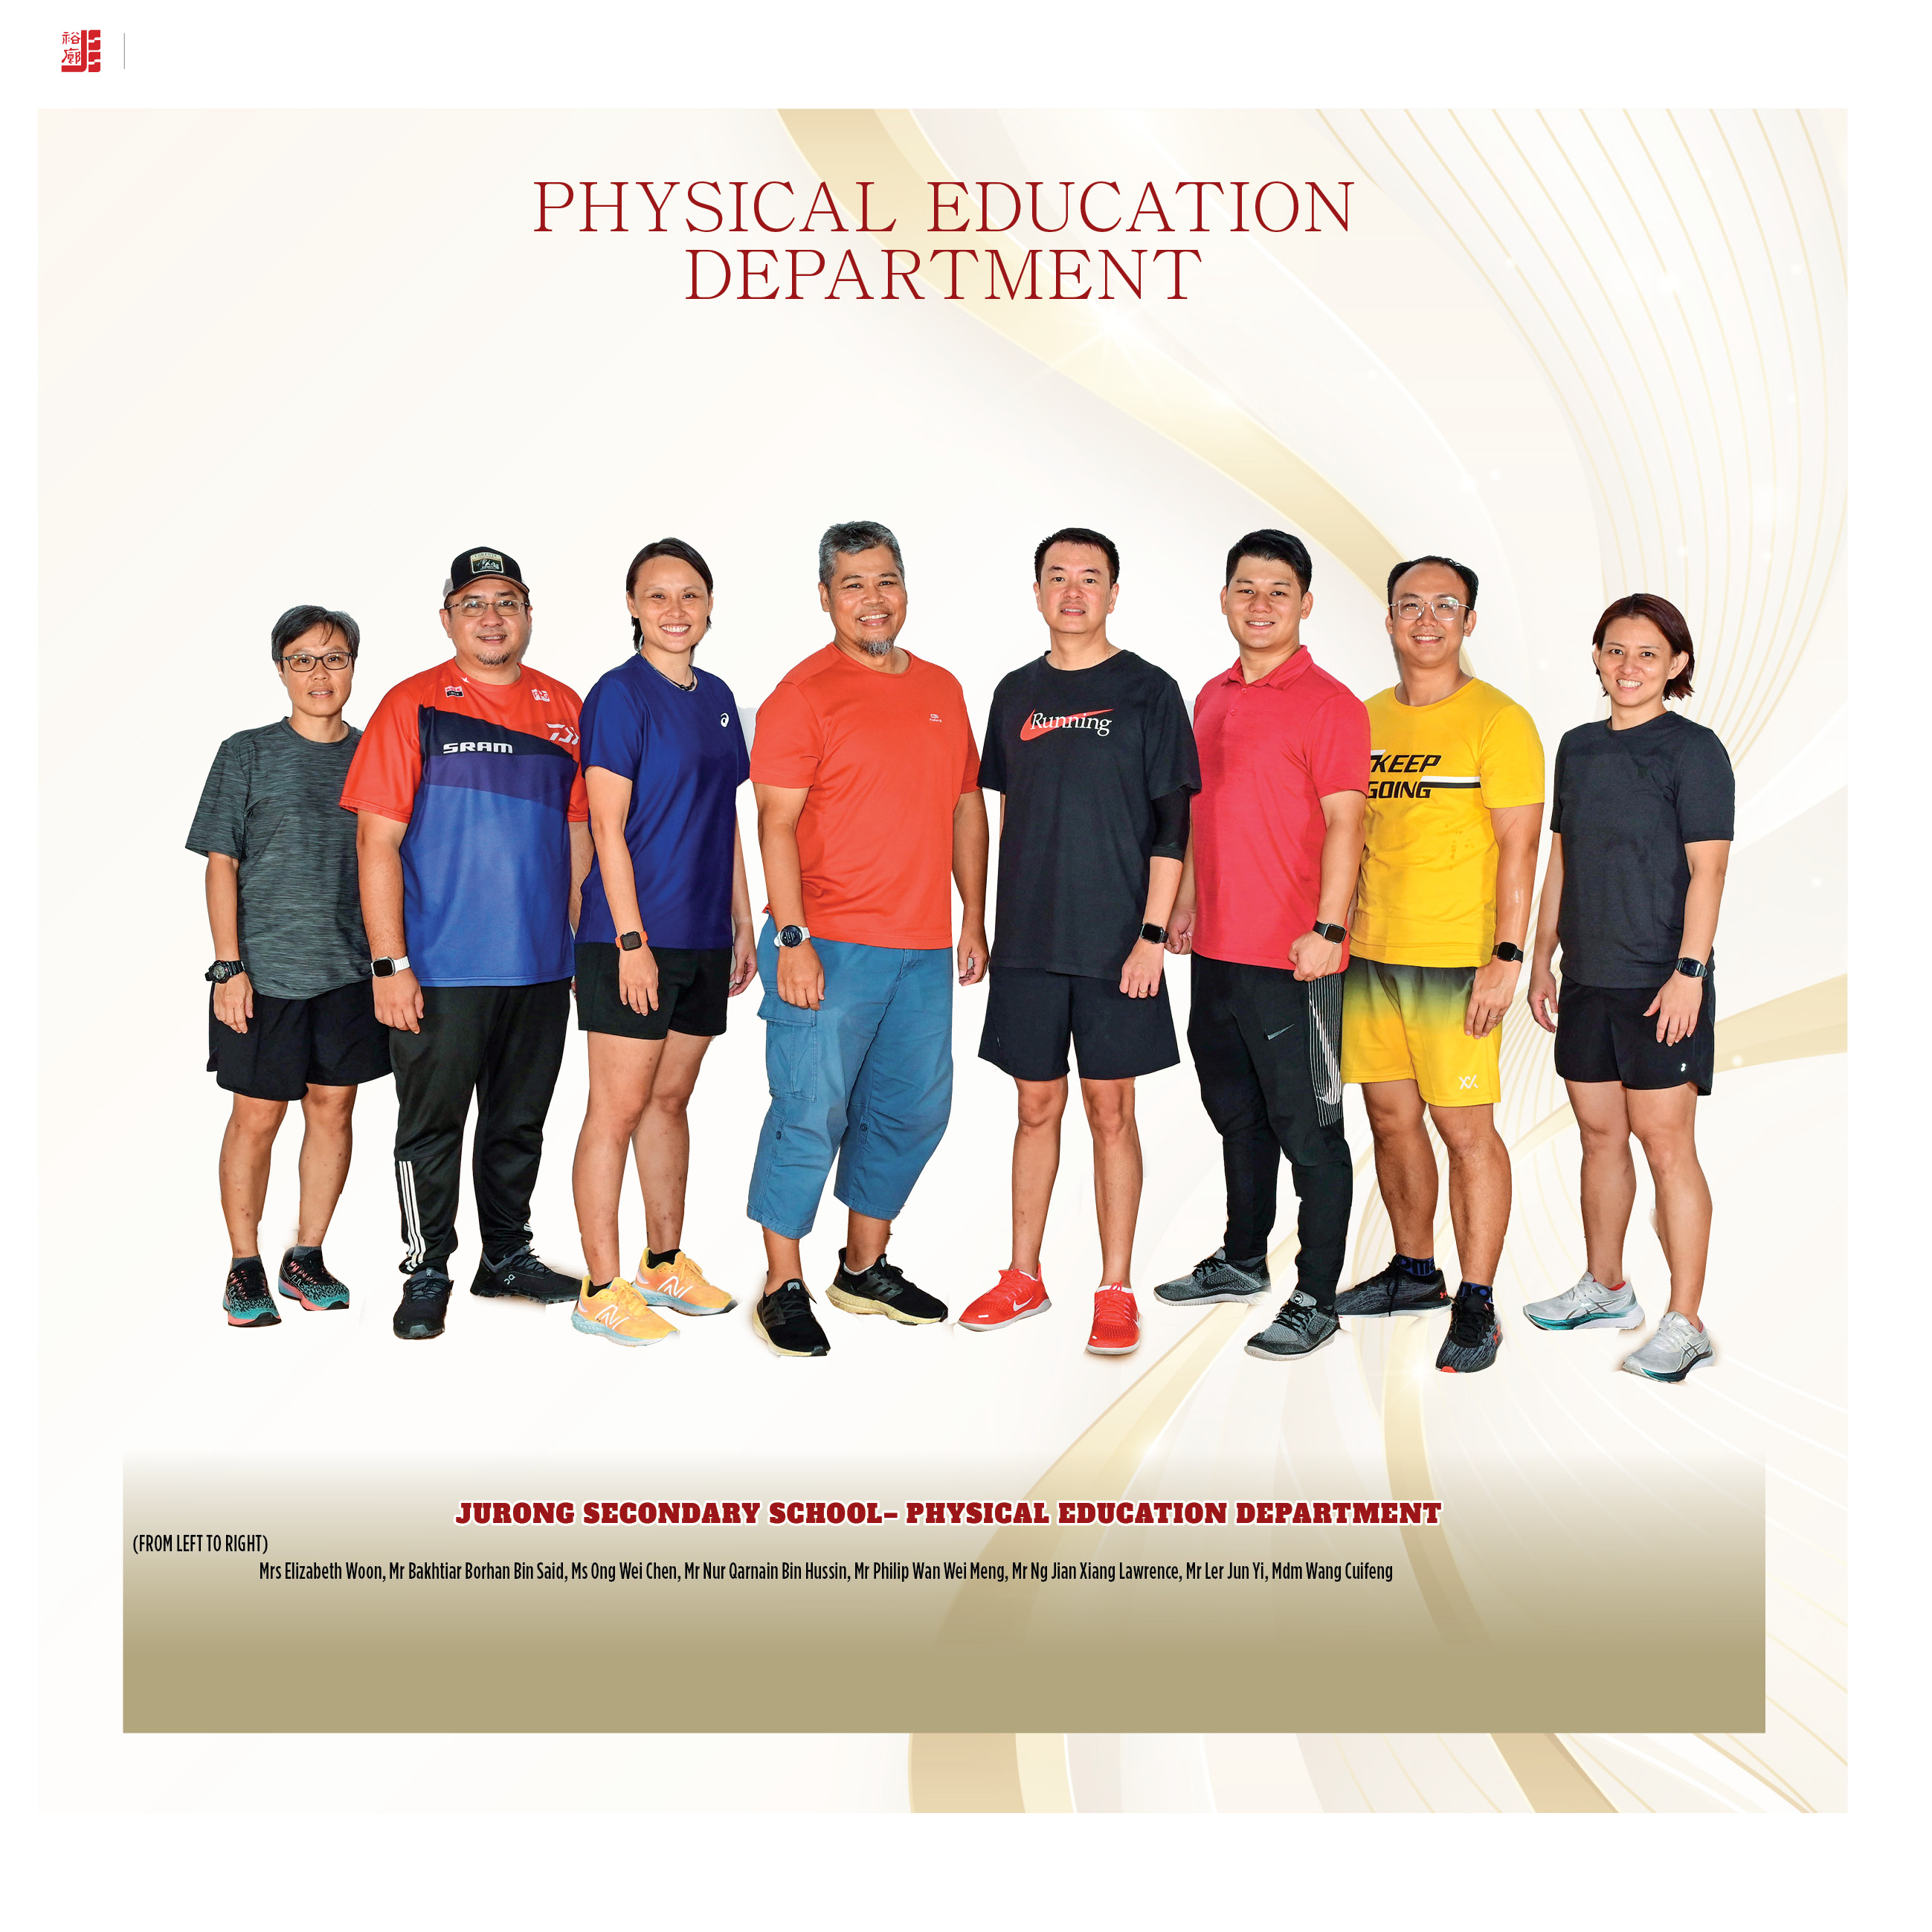 裕廊
PHYSICAL EDUCATION
DEPARTMENT
SRAM
Running
KEEP
GOING
JURONG SECONDARY SCHOOL– PHYSICAL EDUCATION DEPARTMENT
(FROM LEFT TO RIGHT)
Mrs Elizabeth Woon, Mr Bakhtiar Borhan Bin Said, Ms Ong Wei Chen, Mr Nur Qarnain Bin Hussin, Mr Philip Wan Wei Meng, Mr Ng Jian Xiang Lawrence, Mr Ler Jun Yi, Mdm Wang Cuifeng